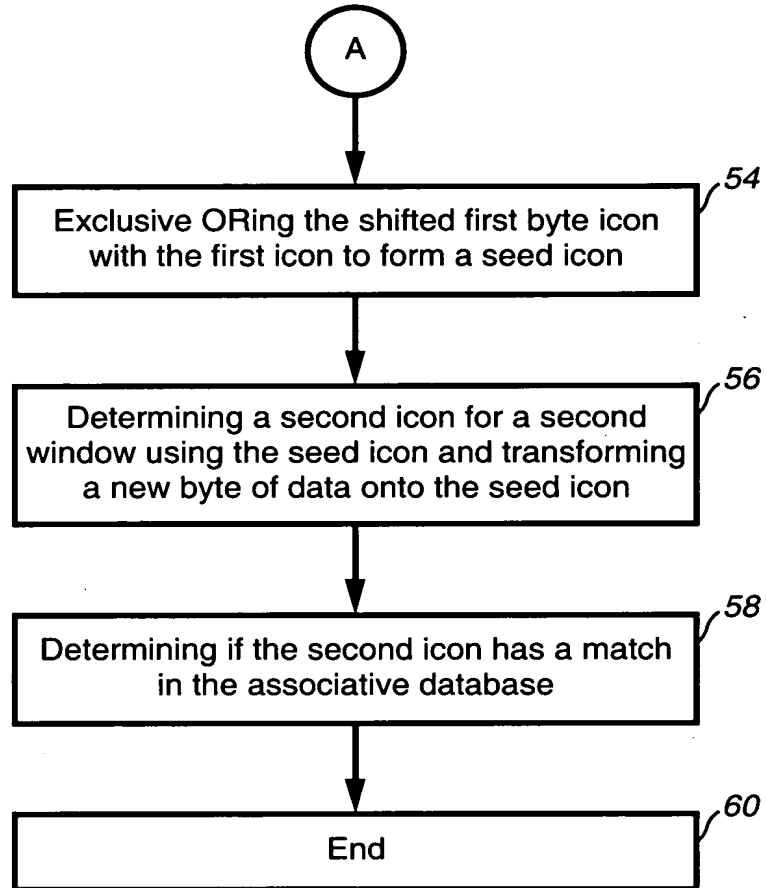 A
54
Exclusive ORing the shifted first byte icon
with the first icon to form a seed icon
56
Determining a second icon for a second
window using the seed icon and transforming
a new byte of data onto the seed icon
58
Determining if the second icon has a match
in the associative database
60
End